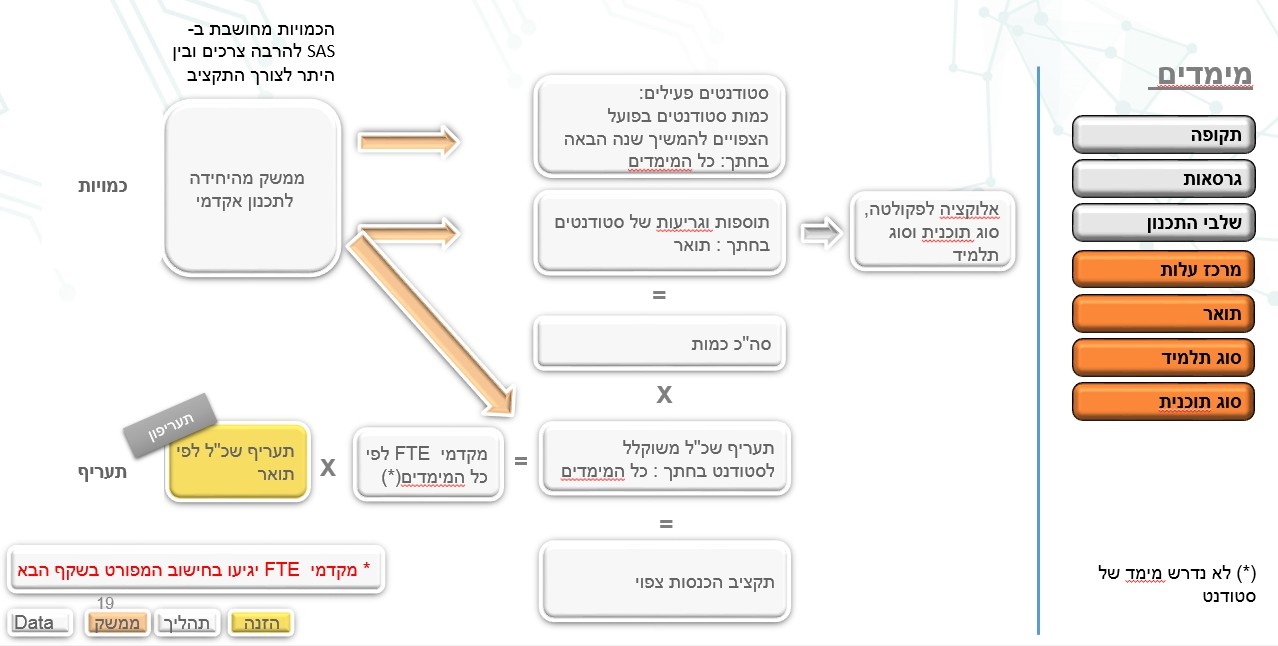 הכמויות מחושבת ב-
SAS להרבה צרכים ובין
היתר לצורך התקציב
מימדים
תקופה
גרסאות
שלבי התכנון
מרכז עלות
תואר
סוג תלמיד
סוג תוכנית
(*) לא נדרש מימד של
סטודנט
כמויות
ממשק מהיחידה
לתכנון אקדמי
סטודנטים פעילים:
כמות סטודנטים בפועל
הצפויים להמשיך שנה הבאה
בחתך: כל המימדים
תוספות וגריעות של סטודנטים
בחתך : תואר
אלוקציה לפקולטה,
סוג תוכנית וסוג
תלמיד
=
סה"כ כמות
X
תעריף
תעריפון
תעריף שכ"ל לפי
תואר
X
מקדמי FTE לפי
כל המימדים(*)
=
תעריף שכ"ל משוקלל
לסטודנט בחתך : כל המימדים
=
תקציב הכנסות צפוי
* מקדמי FTE יגיעו בחישוב המפורט בשקף הבא
19
הזנה
תהליך
ממשק
Data